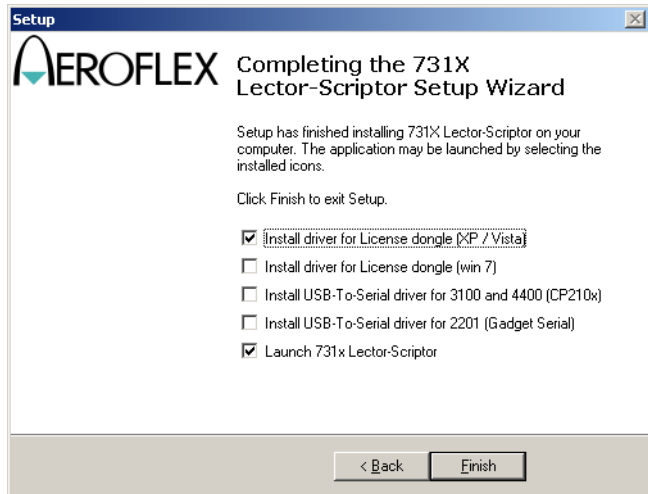 Setup
AEROFLEX
Completing the 731X
Lector-Scriptor Setup Wizard
Setup has finished installing 731X Lector-Scriptor on your
computer. The application may be launched by selecting the
installed icons.
Click Finish to exit Setup.
Install driver for License dongle (XP / Vista)
Install driver for License dongle (win 7)
Install USB-To-Serial driver for 3100 and 4400 (CP210x)
Install USB-To-Serial driver for 2201 (Gadget Serial)
Launch 731x Lector-Scriptor
< Back
Finish